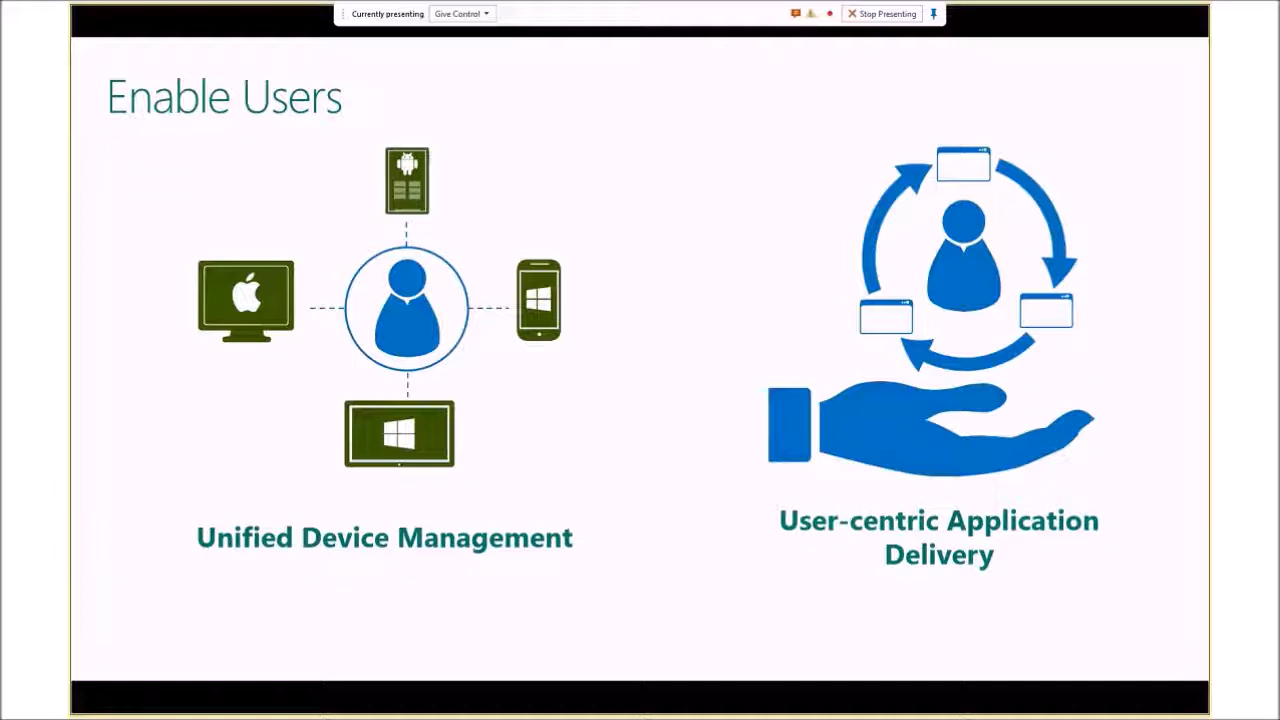 Currently presenting Give Control Stop Presenting
Enable Users
Unified Device Management
User-centric Application
Delivery